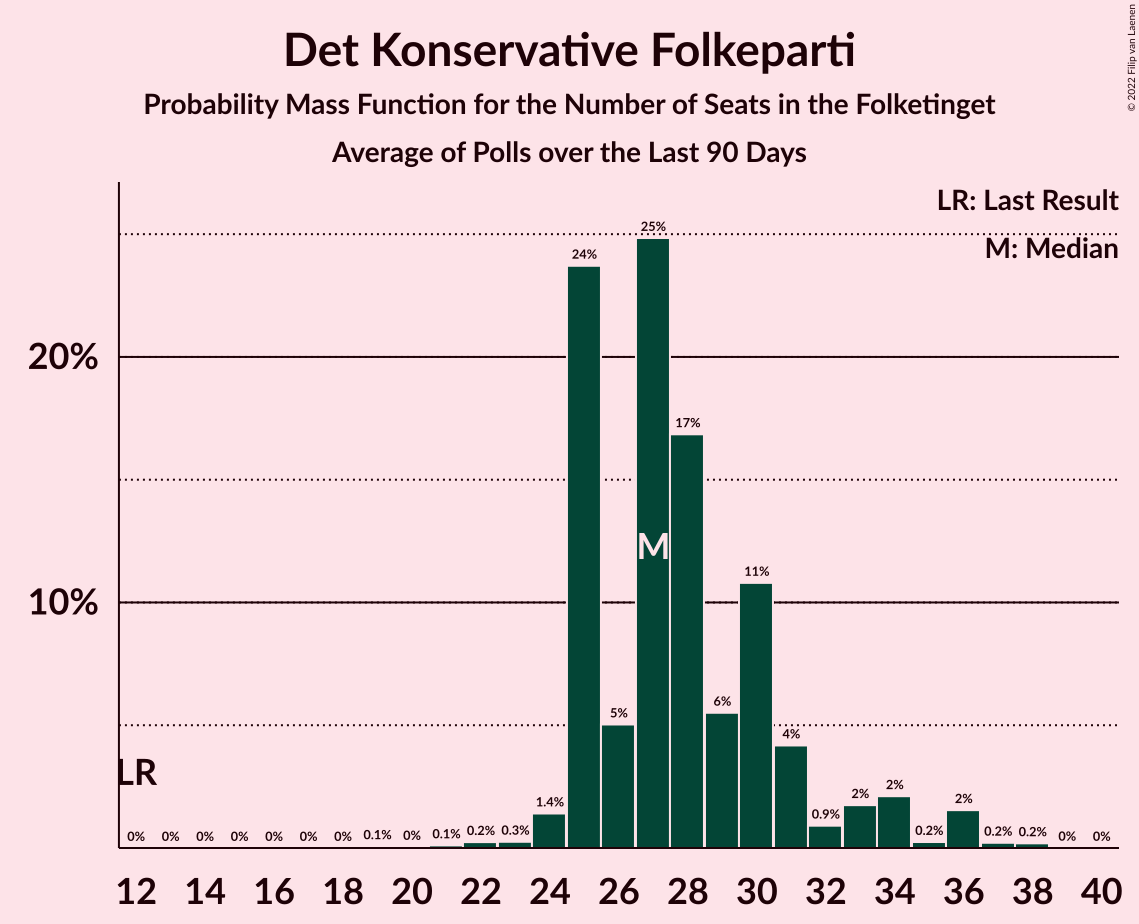 Det Konservative Folkeparti
Probability Mass Function for the Number of Seats in the Folketinget
Average of Polls over the Last 90 Days
© 2022 Filip van Laenen
LR: Last Result
M: Median
20%
10%
LR
M
0% 0% 0% 0% 0% 0% 0% 0.1% 0% 0.1% 0.2% 0.3% 1.4% 24% 5% 25% 17% 6% 11% 4% 0.9% 2% 2% 0.2% 2% 0.2% 0.2% 0% 0%
12 14 16 18 20 22 24 26 28 30 32 34 36 38 40